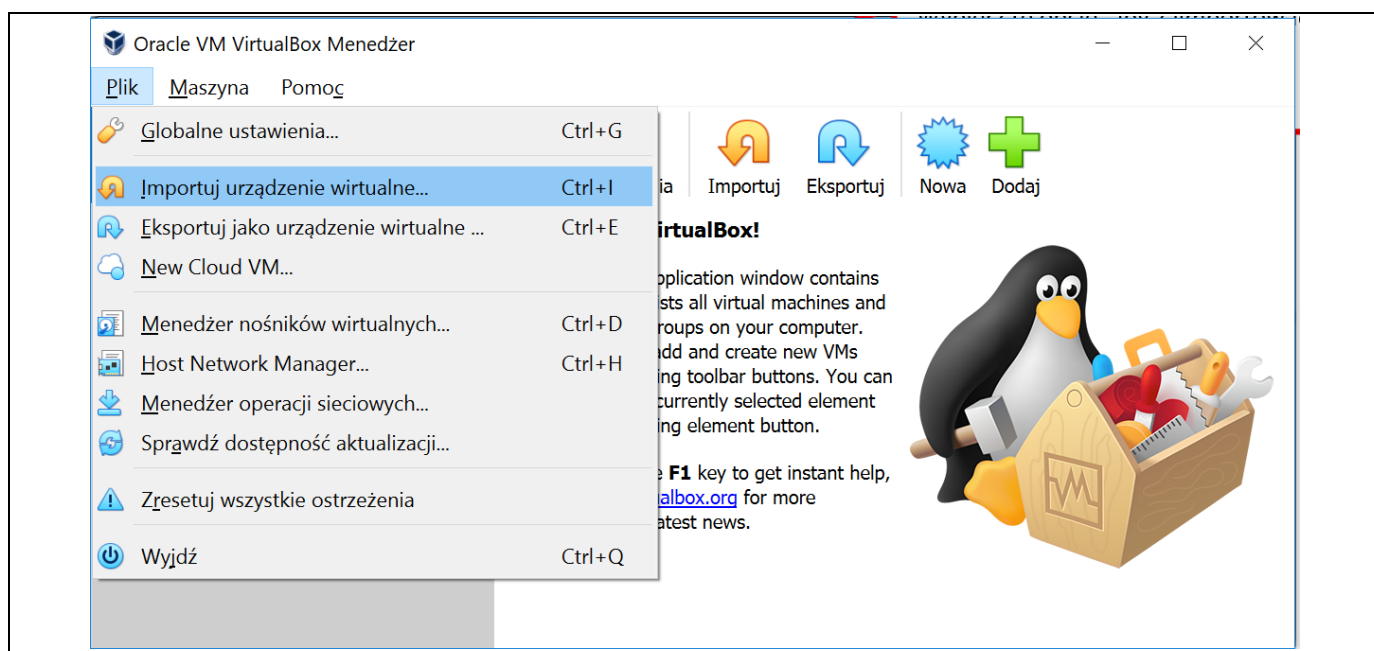 Oracle VM VirtualBox Menedżer
Plik Maszyna Pomoc
Globalne ustawienia... Ctrl+G
Importuj urządzenie wirtualne... Ctrl+I
Eksportuj jako urządzenie wirtualne ... Ctrl+E
New Cloud VM...
Menedżer nośników wirtualnych... Ctrl+D
Host Network Manager... Ctrl+H
Menedźer operacji sieciowych...
Sprawdź dostępność aktualizacji...
Zresetuj wszystkie ostrzeżenia
Wyjdź Ctrl+Q
ia Importuj Eksportuj Nowa Dodaj
irtualBox!
pplication window contains
sts all virtual machines and
roups on your computer.
add and create new VMs
ing toolbar buttons. You can
currently selected element
ing element button.
e F1 key to get instant help,
ualbox.org for more
atest news.